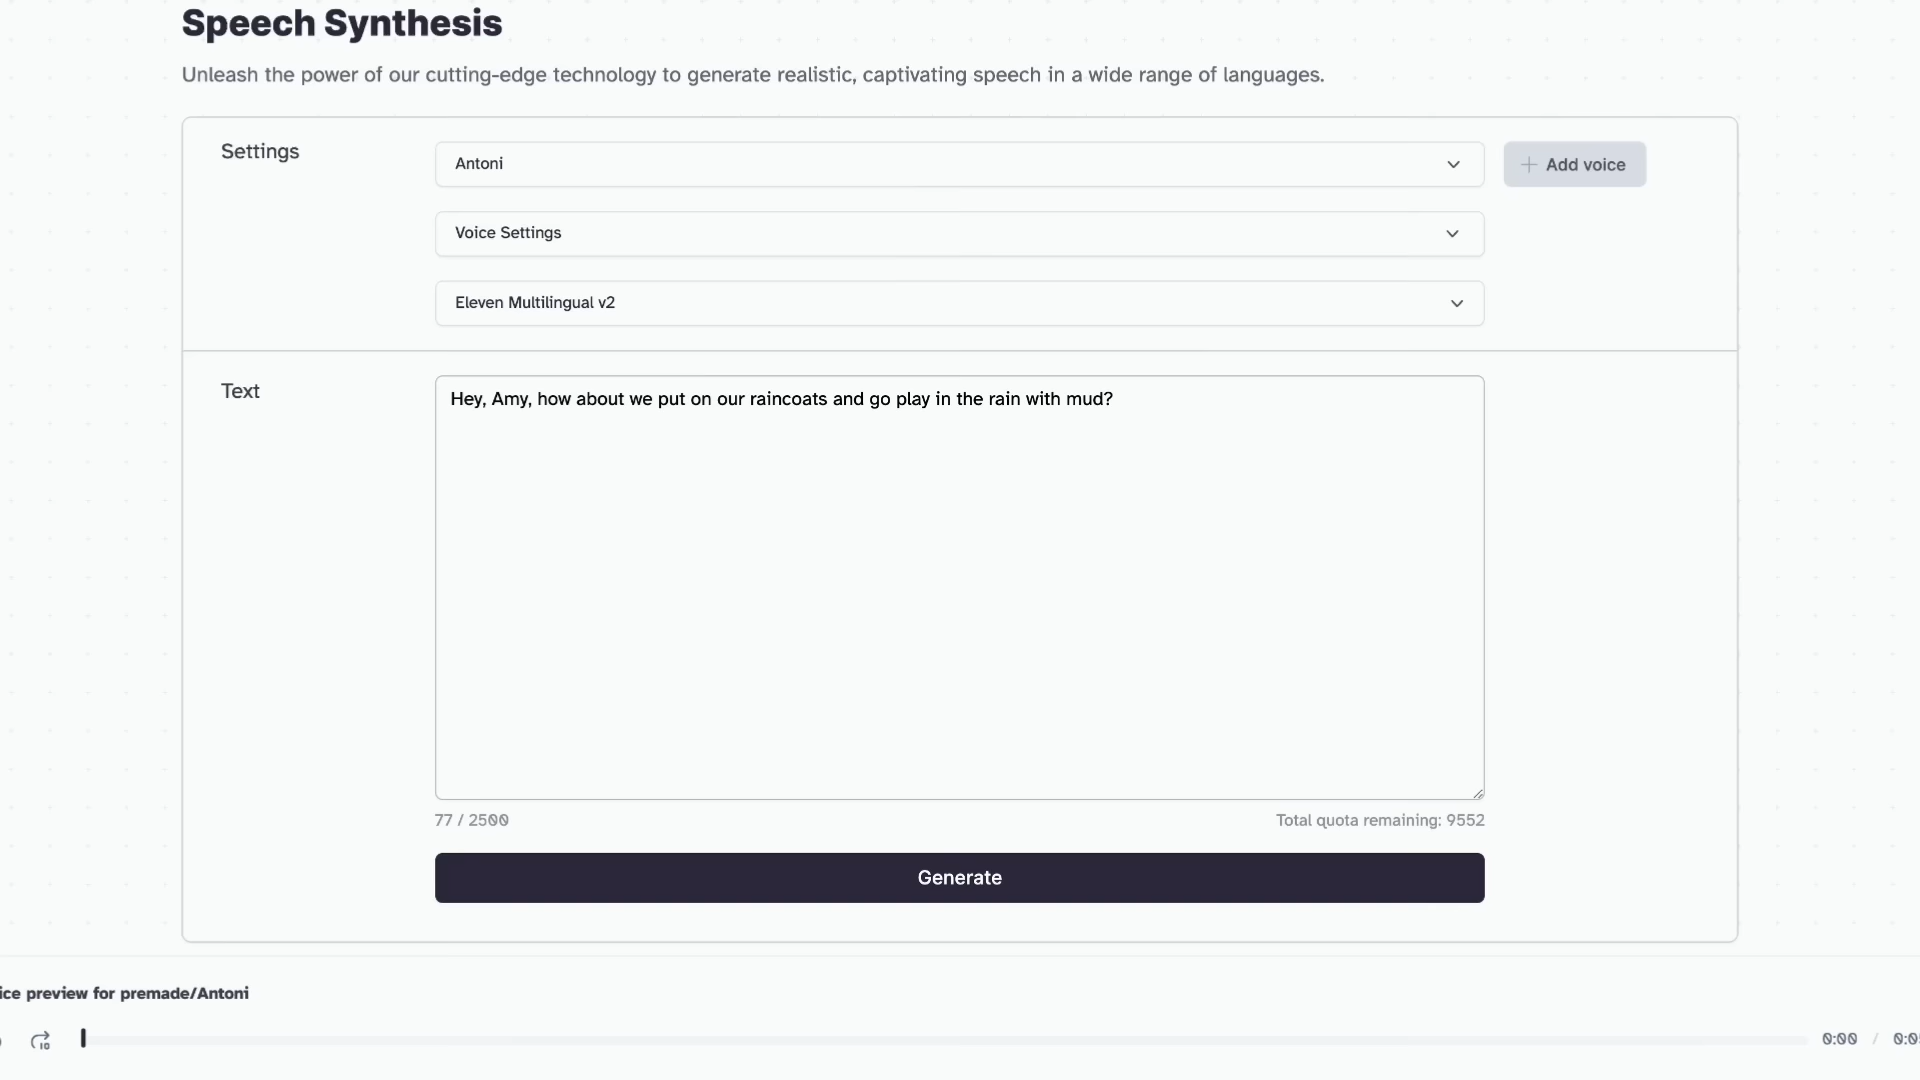 Speech Synthesis
Unleash the power of our cutting-edge technology to generate realistic, captivating speech in a wide range of languages.
Settings
Antoni
Add voice
Voice Settings
Eleven Multilingual v2
Text
Hey, Amy, how about we put on our raincoats and go play in the rain with mud?
77 / 2500
Total quota remaining: 9552
Generate
preview for premade/Antoni
10
0:00 /